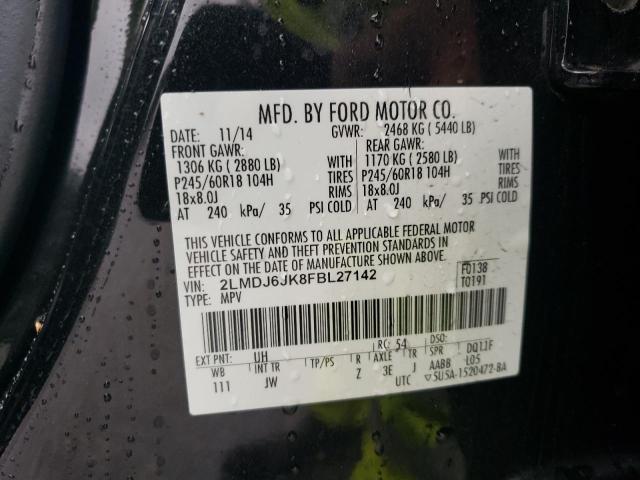 MFD. BY FORD MOTOR CO.
DATE: 11/14 GVWR: 2468 KG ( 5440 LB)
FRONT GAWR: REAR GAWR:
1306 KG ( 2880 LB) WITH 1170 KG ( 2580 LB) WITH
P245/60R18 104H TIRES P245/60R18 104H TIRES
18x8.0J RIMS 18x8.0J RIMS
AT 240 kPa/ 35 PSI COLD AT 240 kPa/ 35 PSI COLD
THIS VEHICLE CONFORMS TO ALL APPLICABLE FEDERAL MOTOR
VEHICLE SAFETY AND THEFT PREVENTION STANDARDS IN
EFFECT ON THE DATE OF MANUFACTURE SHOWN ABOVE.
VIN: 2LMDJ6JK8FBL27142 F0138
TYPE: MPV T0191
EXT PNT: UH RC: 54 DSO:
WB INT TR TP/PS R AXLE TR SPR DQ1JF
111 JW Z 3E J AABB L05
UTC 5U5A-1520472-BA